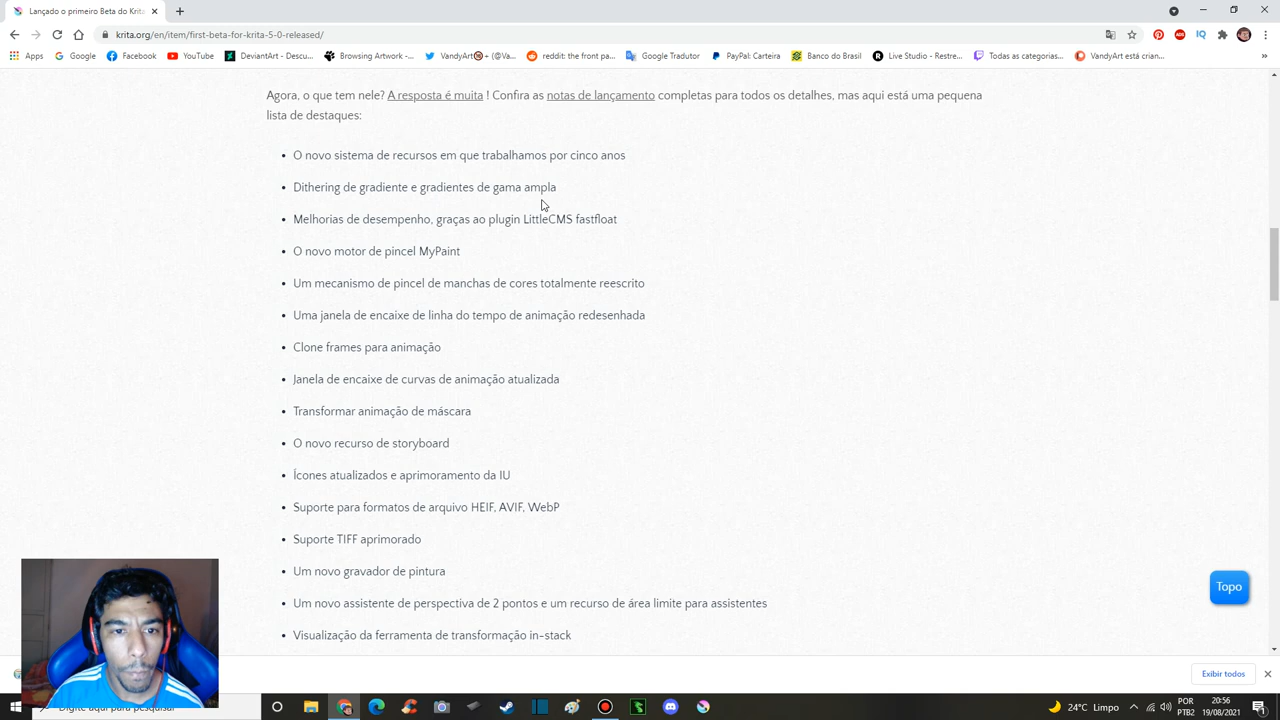 Lançado o primeiro Beta do Krita
krita.org/en/item/first-beta-for-krita-5-0-released/
Apps
Google
Facebook
YouTube
DeviantArt - Descu...
Browsing Artwork -...
VandyArt🔞+ (@Va...
reddit: the front pa...
Google Tradutor
PayPal: Carteira
Banco do Brasil
Live Studio - Restre...
Todas as categorias...
VandyArt está crian...
»
Agora, o que tem nele? A resposta é muita ! Confira as notas de lançamento completas para todos os detalhes, mas aqui está uma pequena
lista de destaques:
• O novo sistema de recursos em que trabalhamos por cinco anos
• Dithering de gradiente e gradientes de gama ampla
• Melhorias de desempenho, graças ao plugin LittleCMS fastfloat
• O novo motor de pincel MyPaint
• Um mecanismo de pincel de manchas de cores totalmente reescrito
• Uma janela de encaixe de linha do tempo de animação redesenhada
• Clone frames para animação
• Janela de encaixe de curvas de animação atualizada
• Transformar animação de máscara
• O novo recurso de storyboard
• Ícones atualizados e aprimoramento da IU
• Suporte para formatos de arquivo HEIF, AVIF, WebP
• Suporte TIFF aprimorado
• Um novo gravador de pintura
• Um novo assistente de perspectiva de 2 pontos e um recurso de área limite para assistentes
• Visualização da ferramenta de transformação in-stack
Topo
Exibir todos
24°C Limpo
POR
PTB2
20:56
19/08/2021